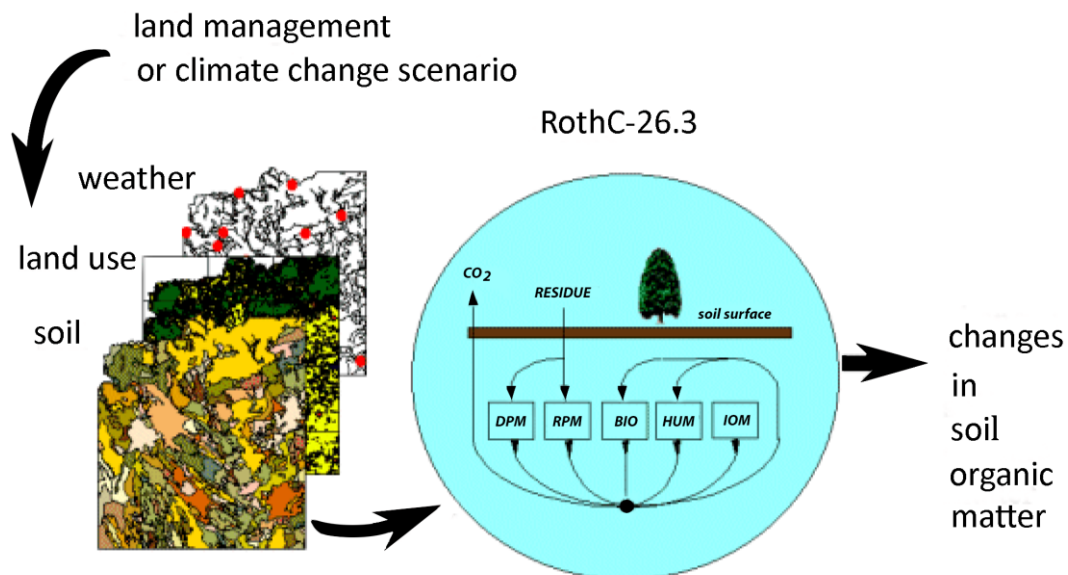 land management
or climate change scenario
RothC-26.3
weather
land use
soil
CO2
RESIDUE
soil surface
DPM
RPM
BIO
HUM
IOM
changes
in
soil
organic
matter